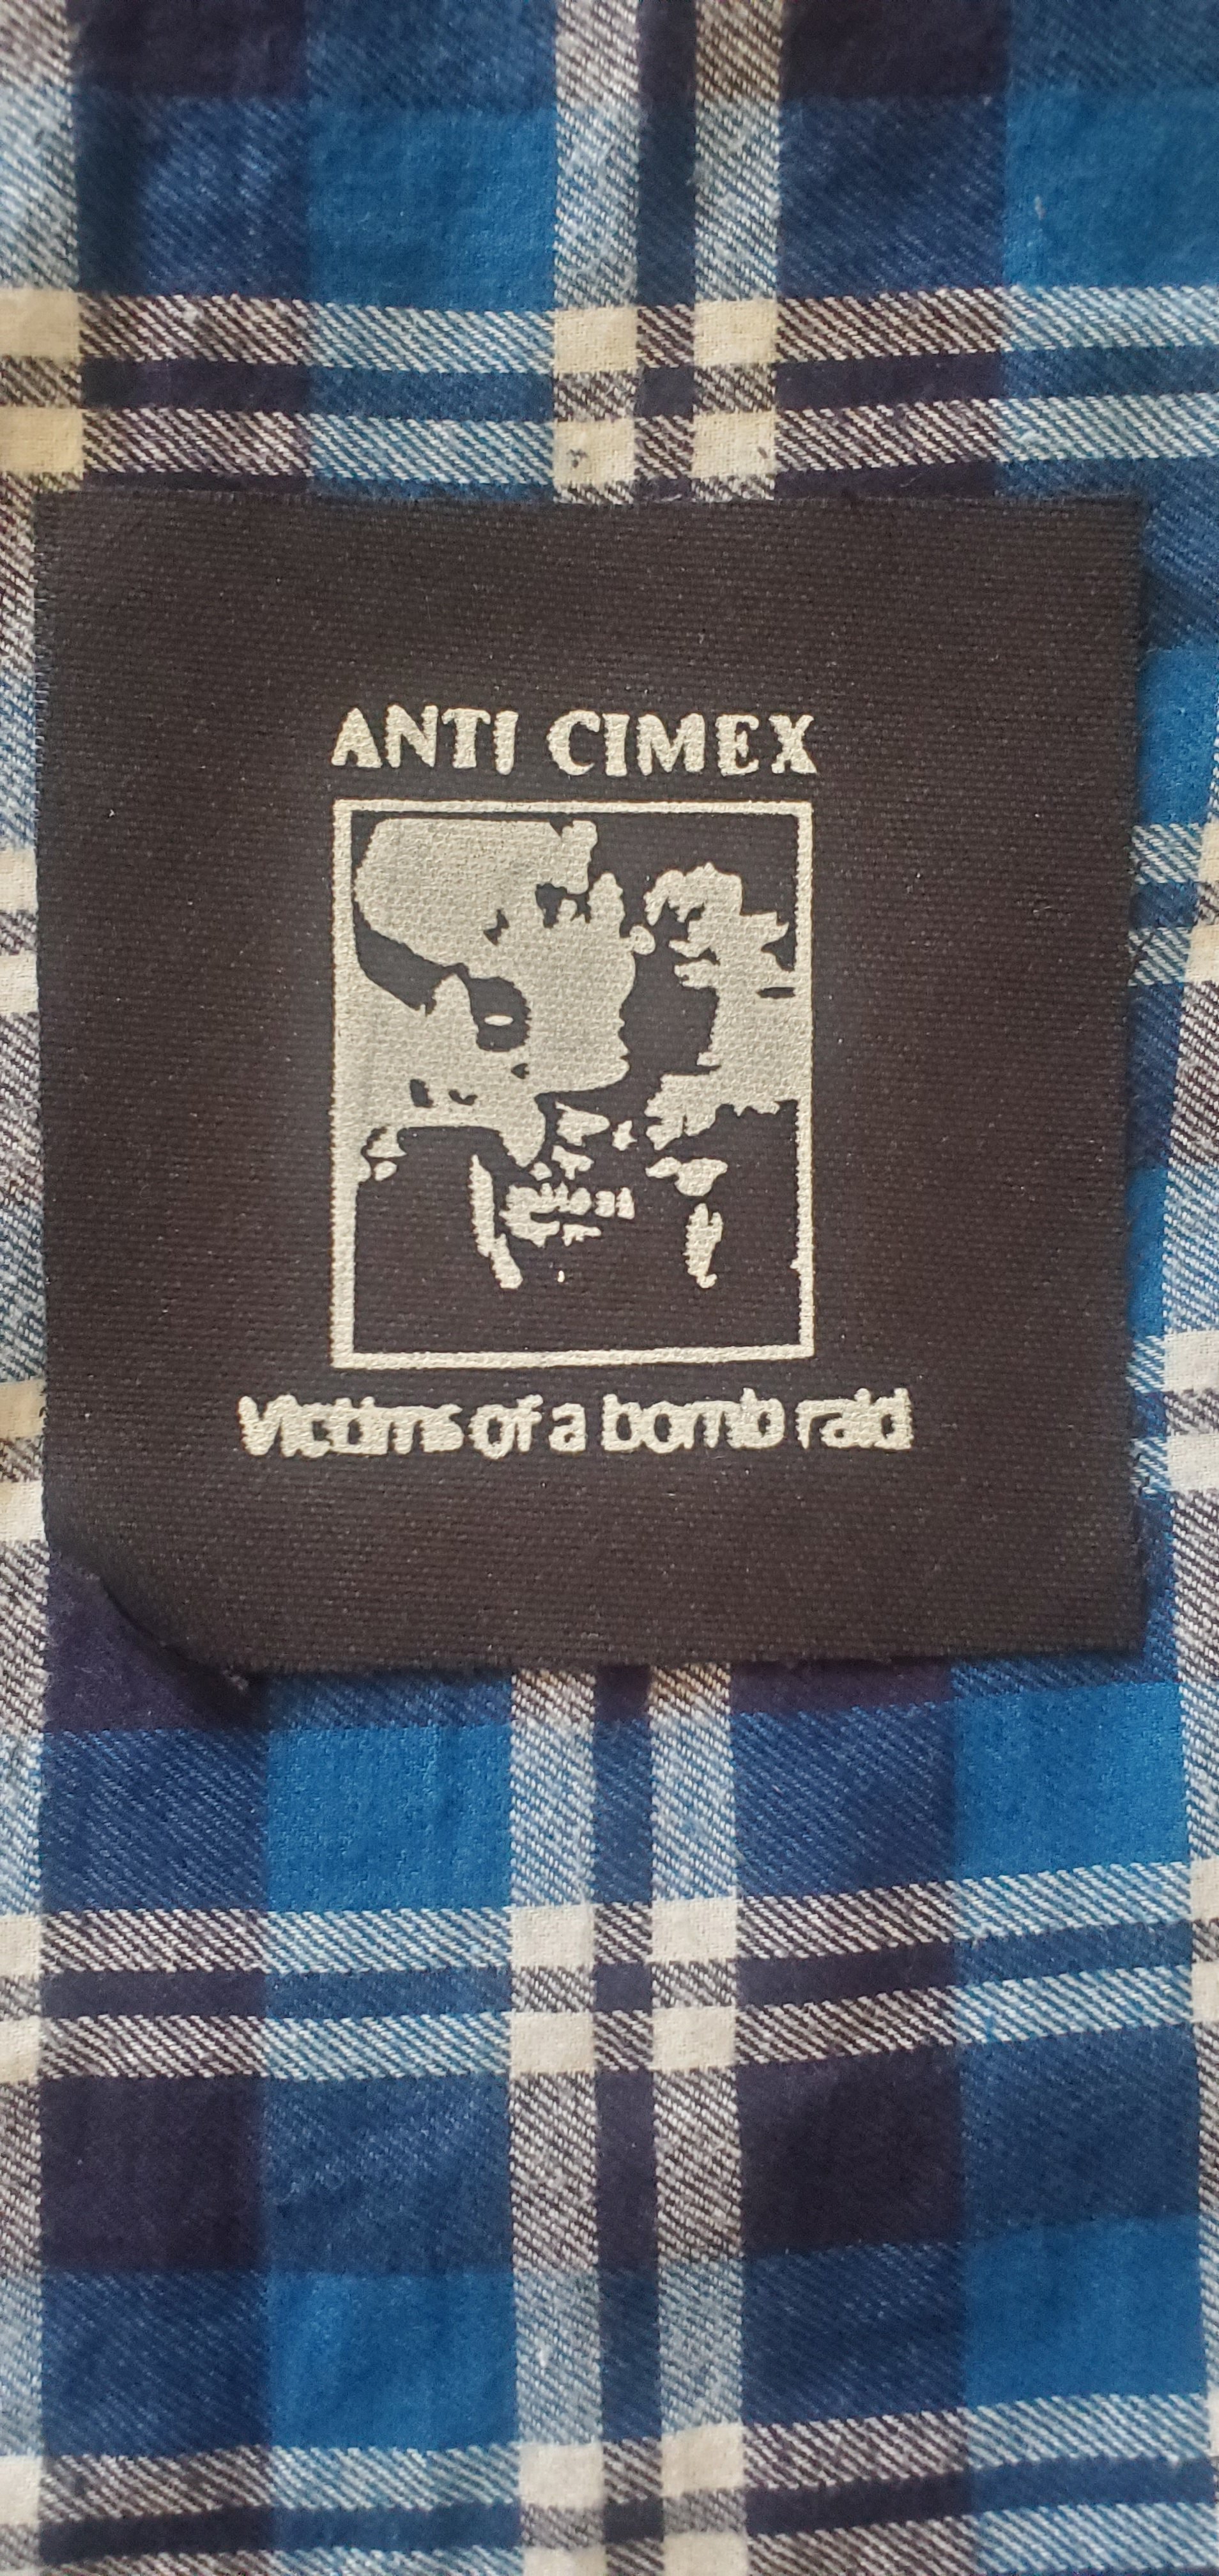 ANTI CIMEX
Victims of a bomb raid